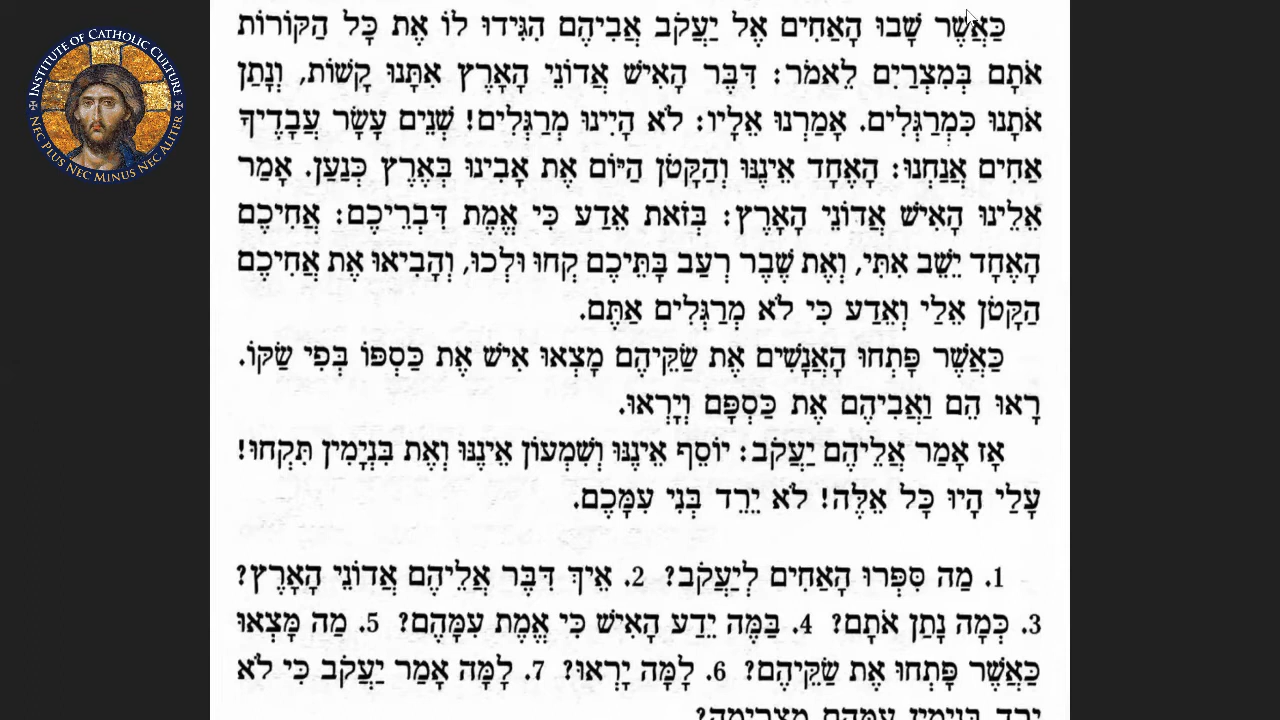 INSTITUTE OF CATHOLIC CULTURE
NEC PLUS NEC MINUS NEC ALITER
כַּאֲשֶׁר שָׁבוּ הָאַחִים אֶל יַעֲקֹב אֲבִיהֶם הִגִּידוּ לוֹ אֶת כָּל הַקּוֹרוֹת
אֹתָם בְּמִצְרַיִם לֵאמֹר: דִּבֶּר הָאִישׁ אֲדוֹנֵי הָאָרֶץ אִתָּנוּ קָשׁוֹת, וְנָתַן
אֹתָנוּ כִּמְרַגְּלִים. אָמַרְנוּ אֵלָיו: לֹא הָיִינוּ מְרַגְּלִים! שְׁנֵים עָשָׂר עֲבָדֶיךָ
אַחִים אֲנַחְנוּ: הָאֶחָד אֵינֶנּוּ וְהַקָּטֹן הַיּוֹם אֶת אָבִינוּ בְּאֶרֶץ כְּנַעַן. אָמַר
אֵלֵינוּ הָאִישׁ אֲדוֹנֵי הָאָרֶץ: בְּזֹאת אֵדַע כִּי אֱמֶת דִּבְרֵיכֶם: אֲחִיכֶם
הָאֶחָד יֵשֵׁב אִתִּי, וְאֶת שֶׁבֶר רְעַב בָּתֵּיכֶם קְחוּ וּלְכוּ, וְהָבִיאוּ אֶת אֲחִיכֶם
הַקָּטֹן אֵלַי וְאֵדַע כִּי לֹא מְרַגְּלִים אַתֶּם.
כַּאֲשֶׁר פָּתְחוּ הָאֲנָשִׁים אֶת שַׂקֵּיהֶם מָצְאוּ אִישׁ אֶת כַּסְפּוֹ בְּפִי שַׂקּוֹ.
רָאוּ הֵם וַאֲבִיהֶם אֶת כַּסְפָּם וְיָרְאוּ.
אָז אָמַר אֲלֵיהֶם יַעֲקֹב: יוֹסֵף אֵינֶנּוּ וְשִׁמְעוֹן אֵינֶנּוּ וְאֶת בִּנְיָמִין תִּקְחוּ!
עָלַי הָיוּ כָּל אֵלֶּה! לֹא יֵרֵד בְּנִי עִמָּכֶם.
1. מַה סִּפְּרוּ הָאַחִים לְיַעֲקֹב? 2. אֵיךְ דִּבֶּר אֲלֵיהֶם אֲדוֹנֵי הָאָרֶץ?
3. כְּמָה נָתַן אֹתָם? 4. בַּמֶּה יֵדַע הָאִישׁ כִּי אֱמֶת עִמָּהֶם? 5. מַה מָּצְאוּ
כַּאֲשֶׁר פָּתְחוּ אֶת שַׂקֵּיהֶם? 6. לָמָּה יָרְאוּ? 7. לָמָּה אָמַר יַעֲקֹב כִּי לֹא